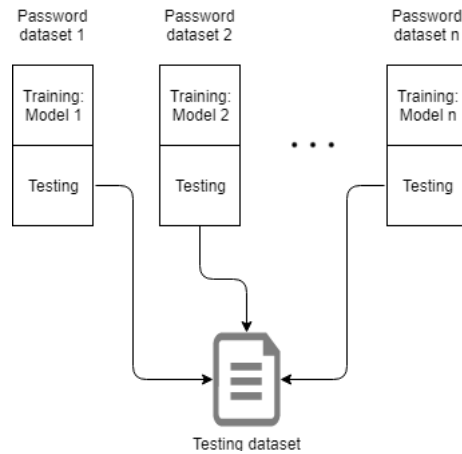 Password
dataset 1
Password
dataset 2
Password
dataset n
Training:
Model 1
Training:
Model 2
Training:
Model n
. . .
Testing
Testing
Testing
Testing dataset